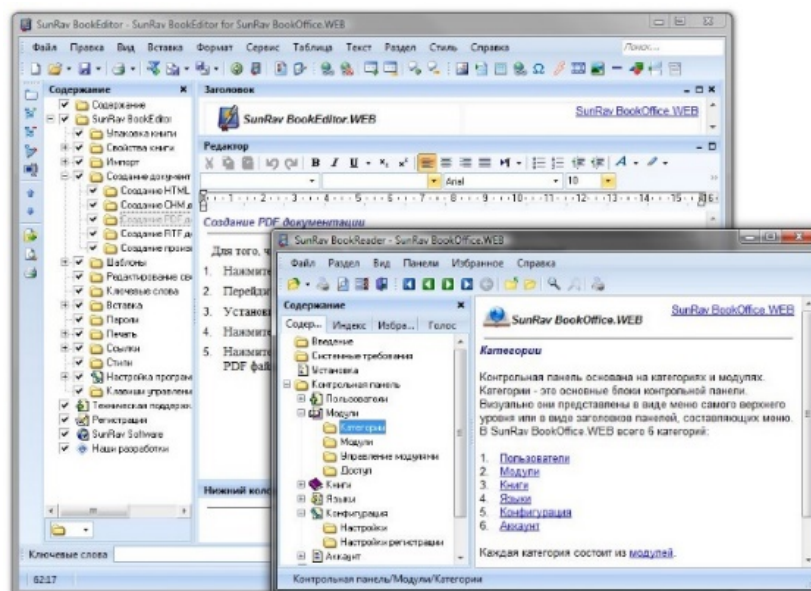 SunRav BookEditor - SunRav BookEditor for SunRav BookOffice.WEB
Файл Правка Вид Вставка Формат Сервис Таблица Текст Раздел Стиль Справка
Поиск...
Содержание
Содержание
SunRav BookEditor
Упаковка книги
Свойства книги
Импорт
Создание документ
Создание HTML
Создание CHM д
Создание PDF д
Создание RTF д
Создание произ
Шаблоны
Редактирование сво
Ключевые слова
Вставка
Пароли
Печать
Ссылки
Стили
Настройка програм
Клавиши управлени
Техническая поддержк
Регистрация
SunRav Software
Наши разработки
Ключевые слова
62:17
Заголовок
SunRav BookEditor.WEB
SunRav BookOffice.WEB
Редактор
Arial
10
Создание PDF документации
Для того, ч
1. Нажмите
2. Перейди
3. Установи
4. Нажмите
5. Нажмите
PDF фай
Нижний коло
SunRav BookReader - SunRav BookOffice.WEB
Файл Раздел Вид Панели Избранное Справка
Содержание
Содер... Индекс Избра... Голос
Введение
Системные требования
Установка
Контрольная панель
Пользователи
Модули
Категории
Модули
Управление модулями
Доступ
Книги
Языки
Конфигурация
Настройки
Настройки регистрации
Аккаунт
SunRav BookOffice.WEB
SunRav BookOffice.WEB
Категории
Контрольная панель основана на категориях и модулях.
Категории - это основные блоки контрольной панели.
Визуально они представлены в виде меню самого верхнего
уровня или в виде заголовков панелей, составляющих меню.
В SunRav BookOffice.WEB всего 6 категорий:
1. Пользователи
2. Модули
3. Книги
4. Языки
5. Конфигурация
6. Аккаунт
Каждая категория состоит из модулей.
Контрольная панель/Модули/Категории